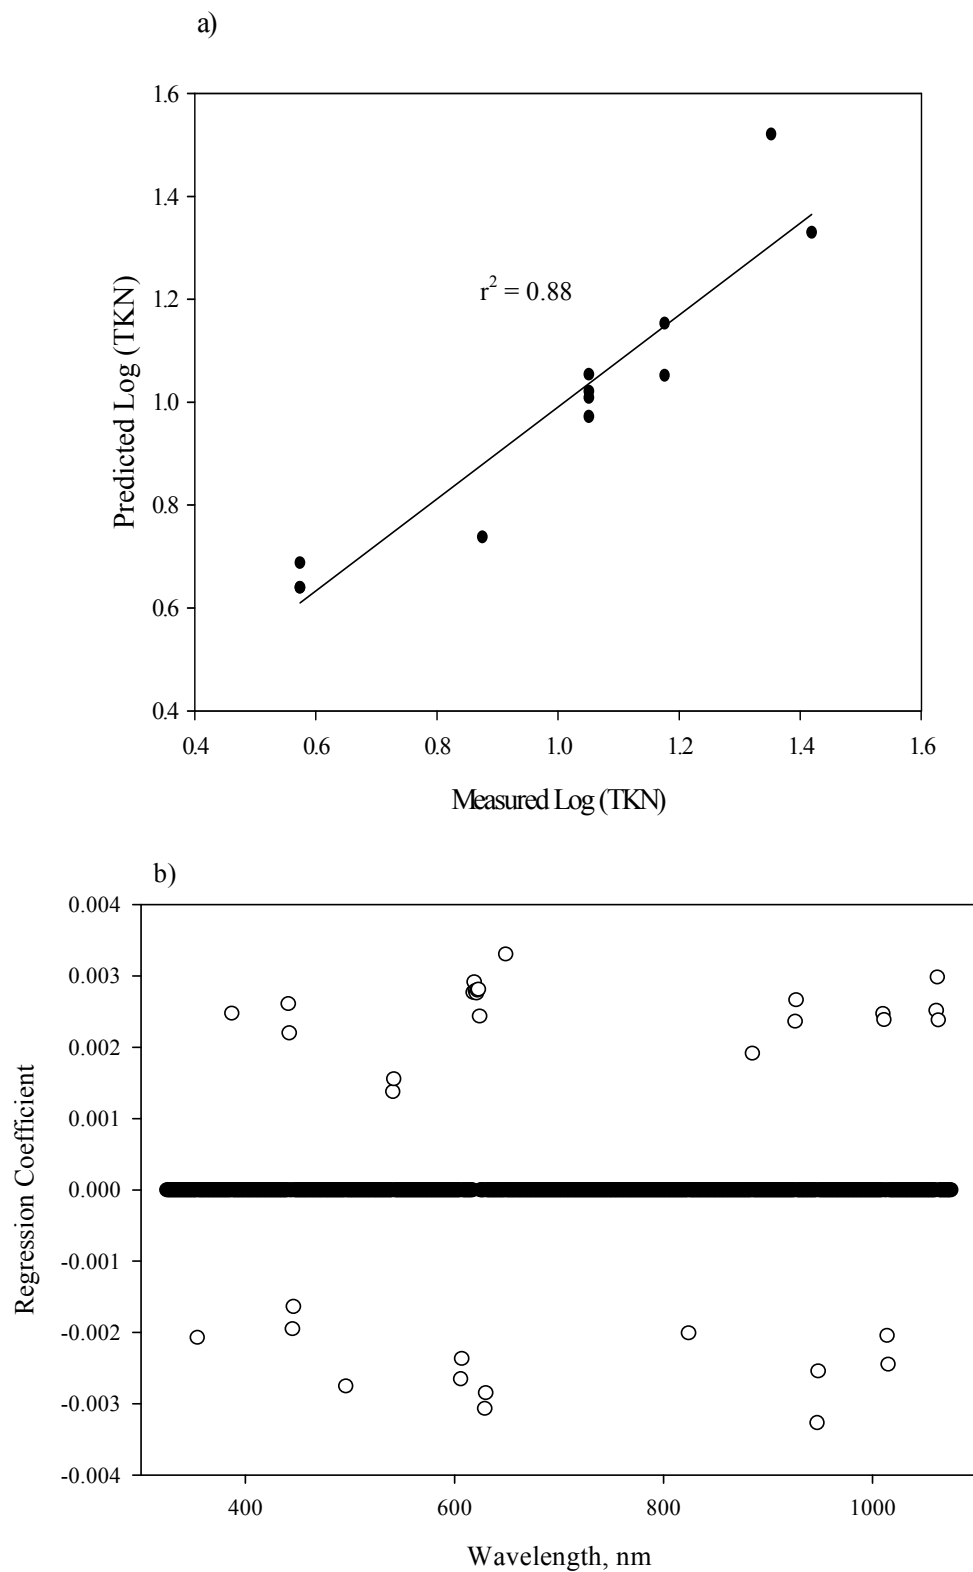 a)
1.6
1.4
1.2
1.0
0.8
0.6
0.4
Predicted Log (TKN)
r² = 0.88
0.4 0.6 0.8 1.0 1.2 1.4 1.6
Measured Log (TKN)
b)
0.004
0.003
0.002
0.001
0.000
-0.001
-0.002
-0.003
-0.004
Regression Coefficient
400 600 800 1000
Wavelength, nm